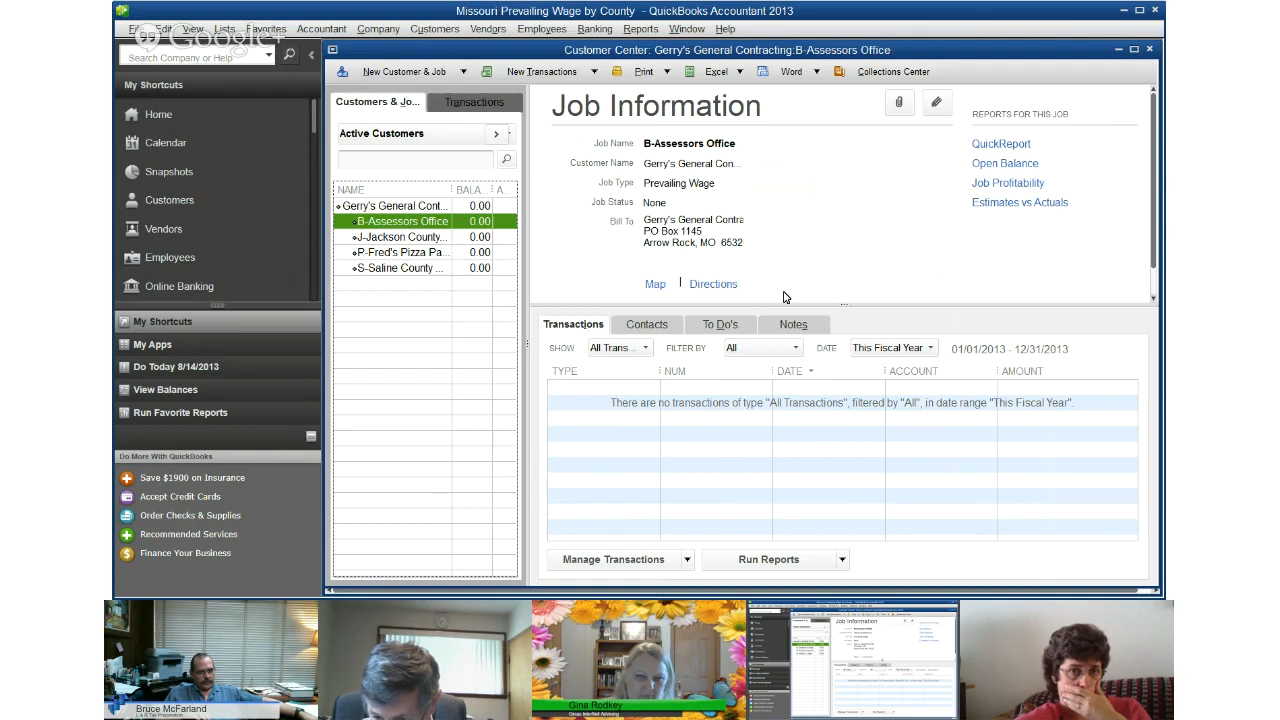 Missouri Prevailing Wage by County - QuickBooks Accountant 2013
File Edit View Lists Favorites Accountant Company Customers Vendors Employees Banking Reports Window Help
Google+
Search Company or Help
Customer Center: Gerry's General Contracting:B-Assessors Office
New Customer & Job New Transactions Print Excel Word Collections Center
My Shortcuts
Home
Calendar
Snapshots
Customers
Vendors
Employees
Online Banking
My Shortcuts
My Apps
Do Today 8/14/2013
View Balances
Run Favorite Reports
Do More With QuickBooks
Save $1900 on Insurance
Accept Credit Cards
Order Checks & Supplies
Recommended Services
Finance Your Business
Customers & Jo... Transactions
Active Customers
NAME BALA... A...
Gerry's General Cont... 0.00
B-Assessors Office 0.00
J-Jackson County... 0.00
P-Fred's Pizza Pa... 0.00
S-Saline County ... 0.00
Job Information
Job Name B-Assessors Office
Customer Name Gerry's General Con...
Job Type Prevailing Wage
Job Status None
Bill To Gerry's General Contra
PO Box 1145
Arrow Rock, MO 6532
Map | Directions
REPORTS FOR THIS JOB
QuickReport
Open Balance
Job Profitability
Estimates vs Actuals
Transactions Contacts To Do's Notes
SHOW All Trans... FILTER BY All DATE This Fiscal Year 01/01/2013 - 12/31/2013
TYPE NUM DATE ACCOUNT AMOUNT
There are no transactions of type "All Transactions", filtered by "All", in date range "This Fiscal Year".
Manage Transactions Run Reports
Bruce McFarland
L & R Tax Preparation
Gina Rodkey
Ginas InterNet Advising
Job Information